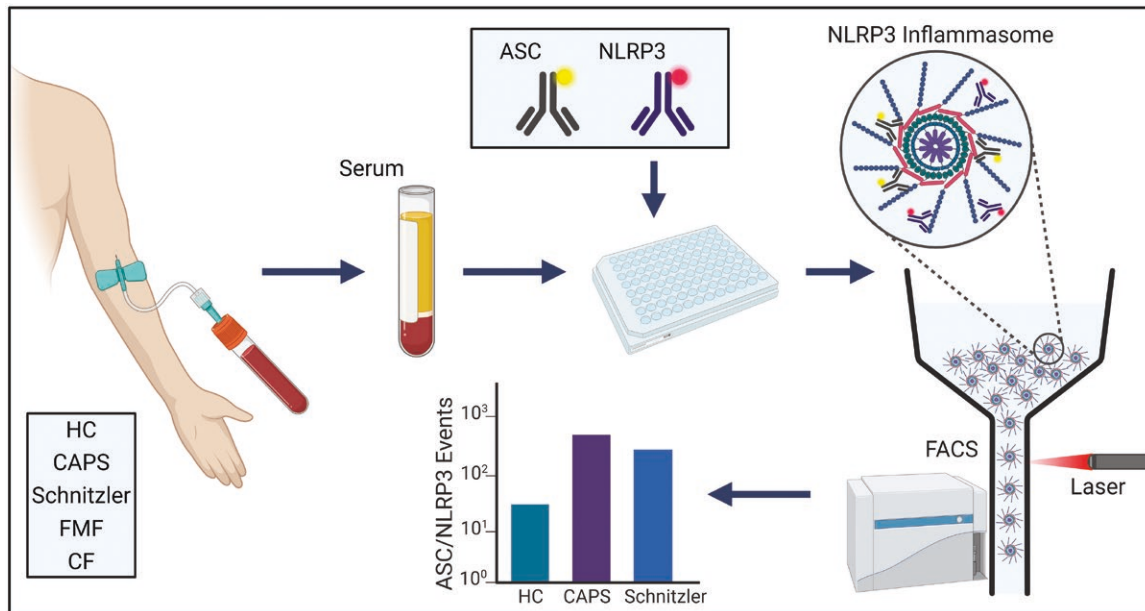 ASC NLRP3
NLRP3 Inflammasome
Serum
HC
CAPS
Schnitzler
FMF
CF
ASC/NLRP3 Events
10³
10²
10¹
10⁰
HC CAPS Schnitzler
FACS
Laser